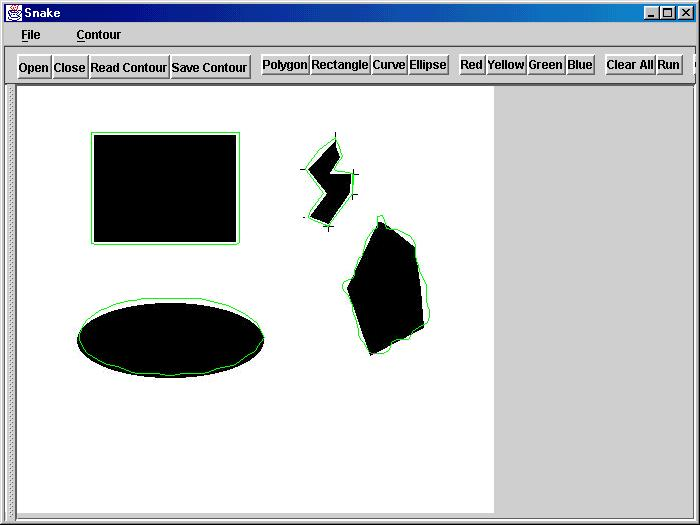 Snake
File Contour
Open Close Read Contour Save Contour Polygon Rectangle Curve Ellipse Red Yellow Green Blue Clear All Run